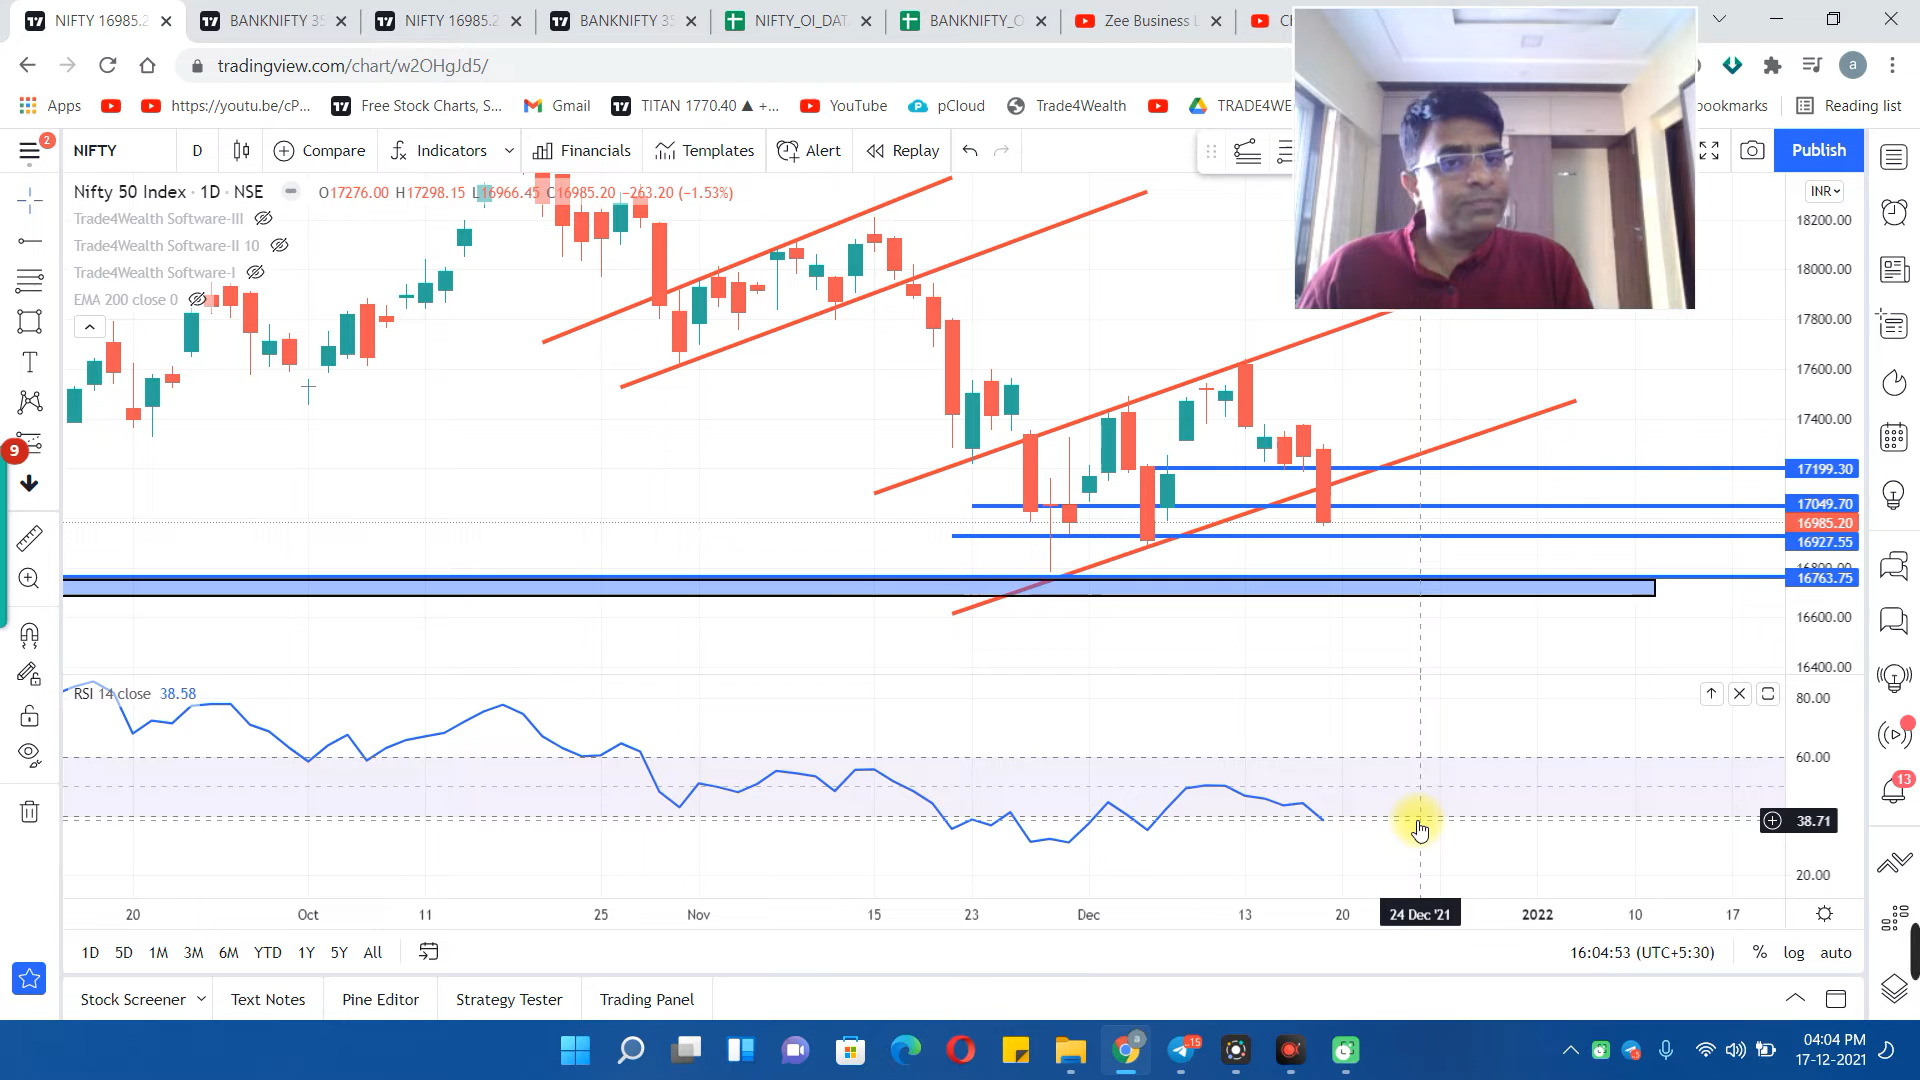 NIFTY 16985.2
BANKNIFTY 35
NIFTY 16985.2
BANKNIFTY 35
NIFTY_OI_DAT
BANKNIFTY_O
Zee Business L
tradingview.com/chart/w2OHgJd5/
a
Apps
https://youtu.be/cP...
Free Stock Charts, S...
Gmail
TITAN 1770.40 ▲ +...
YouTube
pCloud
Trade4Wealth
TRADE4WE
bookmarks
Reading list
2
NIFTY
D
Compare
Indicators
Financials
Templates
Alert
Replay
Publish
Nifty 50 Index · 1D · NSE
O17276.00 H17298.15 L16966.45 C16985.20 −263.20 (−1.53%)
INR
Trade4Wealth Software-III
Trade4Wealth Software-II 10
Trade4Wealth Software-I
EMA 200 close 0
18200.00
18000.00
17800.00
17600.00
17400.00
17199.30
17049.70
16985.20
16927.55
16763.75
16600.00
16400.00
9
RSI 14 close 38.58
80.00
60.00
38.71
20.00
13
20
Oct
11
25
Nov
15
23
Dec
13
20
24 Dec '21
2022
10
17
1D
5D
1M
3M
6M
YTD
1Y
5Y
All
16:04:53 (UTC+5:30)
%
log
auto
Stock Screener
Text Notes
Pine Editor
Strategy Tester
Trading Panel
15
04:04 PM
17-12-2021